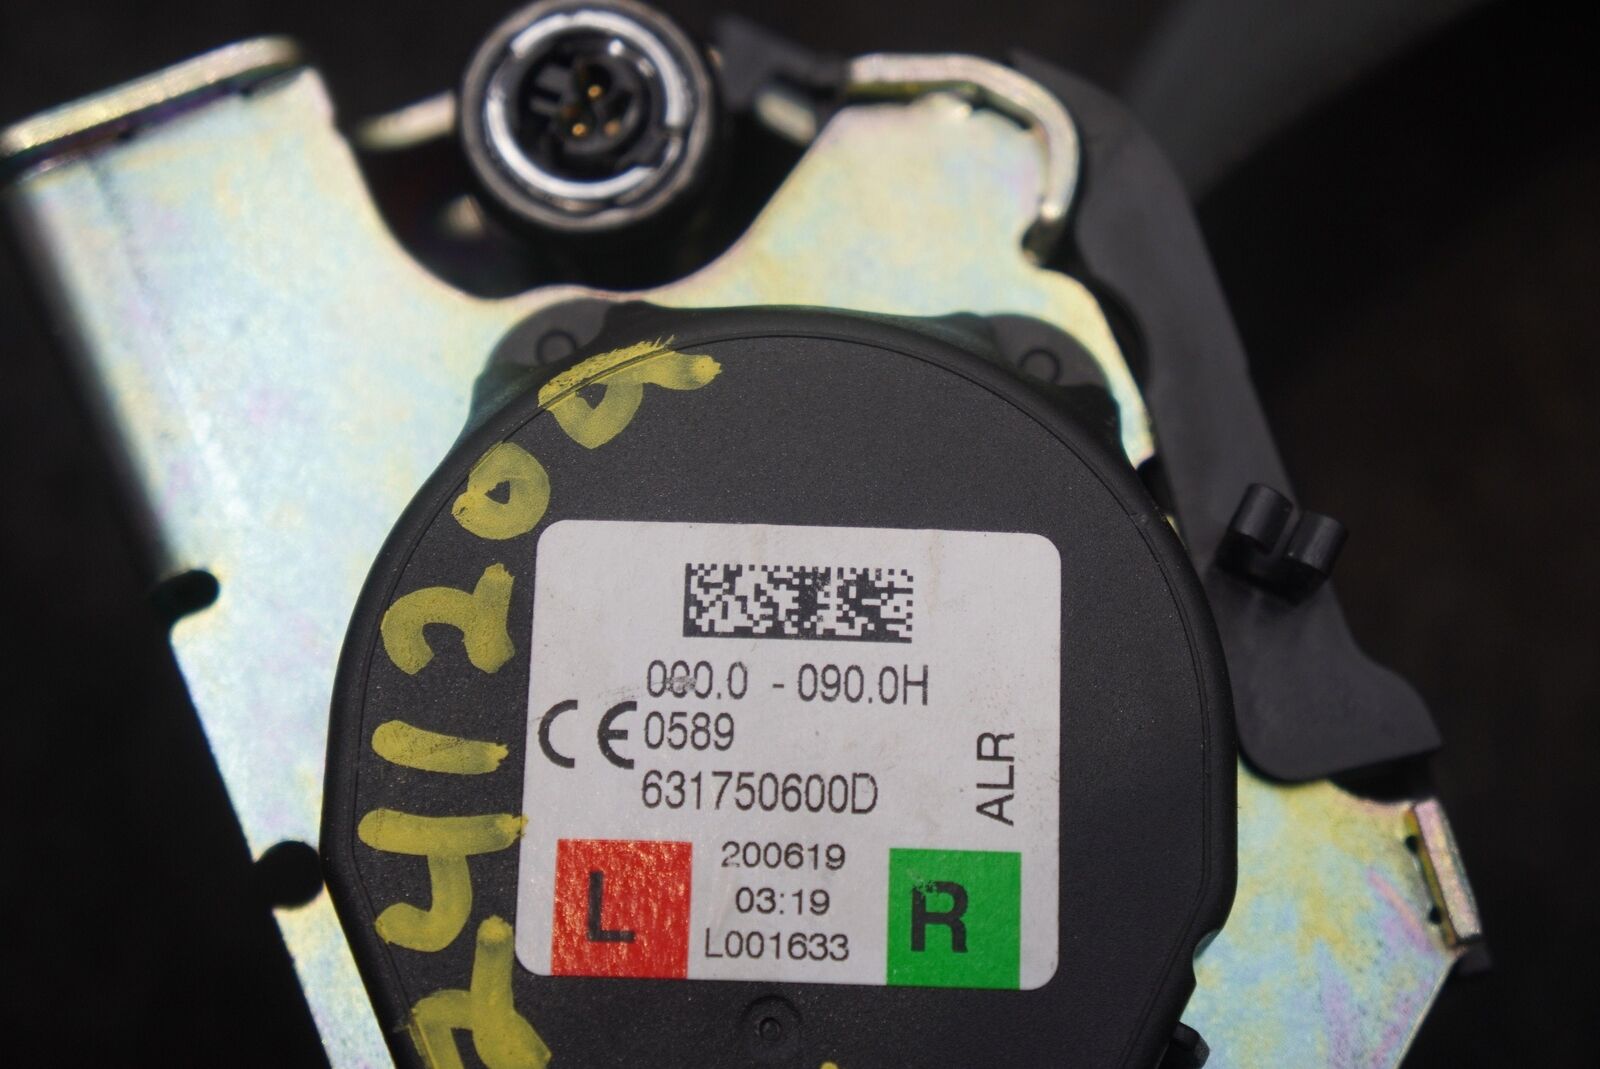 000.0 - 090.0H
CE 0589
631750600D
ALR
200619
03:19
L001633
L
R